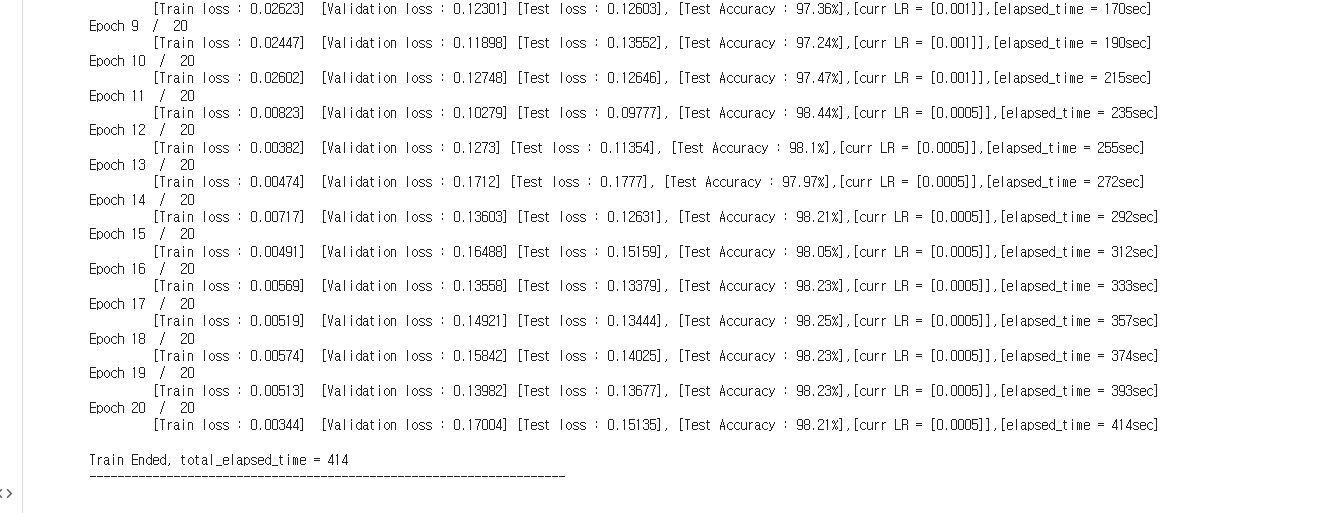 [Train loss : 0.02623]  [Validation loss : 0.12301] [Test loss : 0.12603], [Test Accuracy : 97.36%],[curr LR = [0.001]],[elapsed_time = 170sec]
Epoch 9  /  20
[Train loss : 0.02447]  [Validation loss : 0.11898] [Test loss : 0.13552], [Test Accuracy : 97.24%],[curr LR = [0.001]],[elapsed_time = 190sec]
Epoch 10  /  20
[Train loss : 0.02602]  [Validation loss : 0.12748] [Test loss : 0.12646], [Test Accuracy : 97.47%],[curr LR = [0.001]],[elapsed_time = 215sec]
Epoch 11  /  20
[Train loss : 0.00823]  [Validation loss : 0.10279] [Test loss : 0.09777], [Test Accuracy : 98.44%],[curr LR = [0.0005]],[elapsed_time = 235sec]
Epoch 12  /  20
[Train loss : 0.00382]  [Validation loss : 0.1273] [Test loss : 0.11354], [Test Accuracy : 98.1%],[curr LR = [0.0005]],[elapsed_time = 255sec]
Epoch 13  /  20
[Train loss : 0.00474]  [Validation loss : 0.1712] [Test loss : 0.1777], [Test Accuracy : 97.97%],[curr LR = [0.0005]],[elapsed_time = 272sec]
Epoch 14  /  20
[Train loss : 0.00717]  [Validation loss : 0.13603] [Test loss : 0.12631], [Test Accuracy : 98.21%],[curr LR = [0.0005]],[elapsed_time = 292sec]
Epoch 15  /  20
[Train loss : 0.00491]  [Validation loss : 0.16488] [Test loss : 0.15159], [Test Accuracy : 98.05%],[curr LR = [0.0005]],[elapsed_time = 312sec]
Epoch 16  /  20
[Train loss : 0.00569]  [Validation loss : 0.13558] [Test loss : 0.13379], [Test Accuracy : 98.23%],[curr LR = [0.0005]],[elapsed_time = 333sec]
Epoch 17  /  20
[Train loss : 0.00519]  [Validation loss : 0.14921] [Test loss : 0.13444], [Test Accuracy : 98.25%],[curr LR = [0.0005]],[elapsed_time = 357sec]
Epoch 18  /  20
[Train loss : 0.00574]  [Validation loss : 0.15842] [Test loss : 0.14025], [Test Accuracy : 98.23%],[curr LR = [0.0005]],[elapsed_time = 374sec]
Epoch 19  /  20
[Train loss : 0.00513]  [Validation loss : 0.13982] [Test loss : 0.13677], [Test Accuracy : 98.23%],[curr LR = [0.0005]],[elapsed_time = 393sec]
Epoch 20  /  20
[Train loss : 0.00344]  [Validation loss : 0.17004] [Test loss : 0.15135], [Test Accuracy : 98.21%],[curr LR = [0.0005]],[elapsed_time = 414sec]
Train Ended, total_elapsed_time = 414
--------------------------------------------------------------------